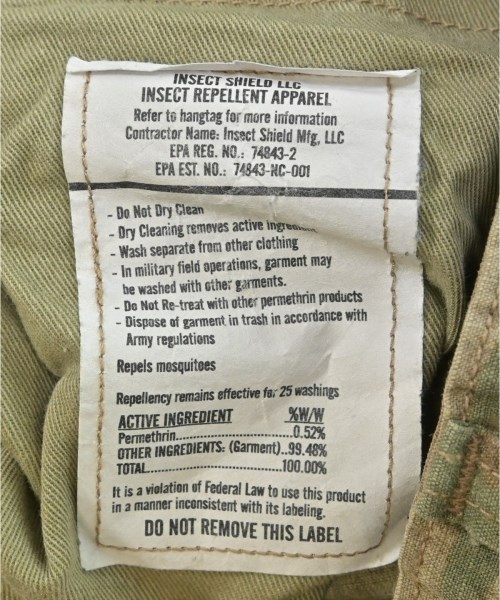 INSECT SHIELD LLC
INSECT REPELLENT APPAREL
Refer to hangtag for more information
Contractor Name: Insect Shield Mfg, LLC
EPA REG. NO.: 74843-2
EPA EST. NO.: 74843-NC-001
- Do Not Dry Clean
- Dry Cleaning removes active ingredient
- Wash separate from other clothing
- In military field operations, garment may
be washed with other garments.
- Do Not Re-treat with other permethrin products
- Dispose of garment in trash in accordance with
Army regulations
Repels mosquitoes
Repellency remains effective for 25 washings
ACTIVE INGREDIENT %W/W
Permethrin..............................0.52%
OTHER INGREDIENTS: (Garment)..99.48%
TOTAL....................................100.00%
It is a violation of Federal Law to use this product
in a manner inconsistent with its labeling.
DO NOT REMOVE THIS LABEL